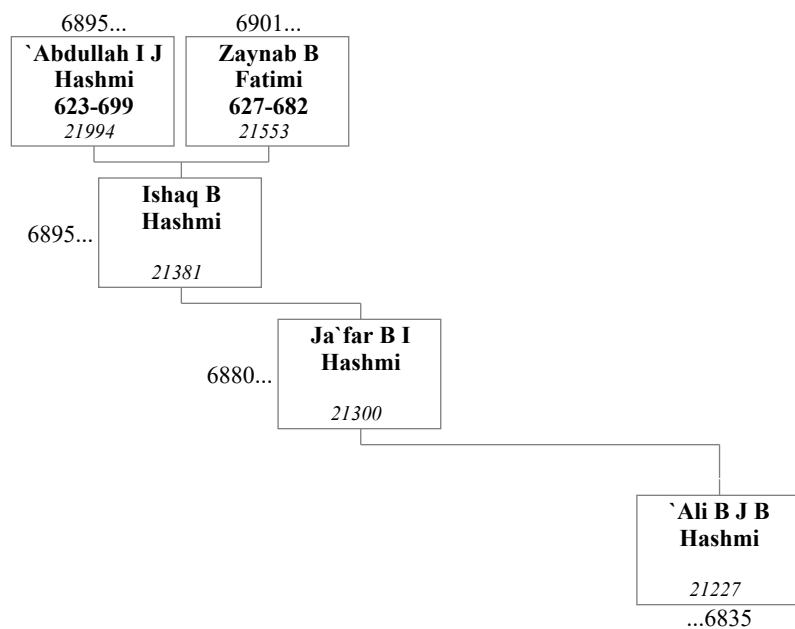 6895...
6901...
`Abdullah I J
Hashmi
623-699
21994
Zaynab B
Fatimi
627-682
21553
Ishaq B
Hashmi
6895...
21381
Ja`far B I
Hashmi
6880...
21300
`Ali B J B
Hashmi
21227
...6835